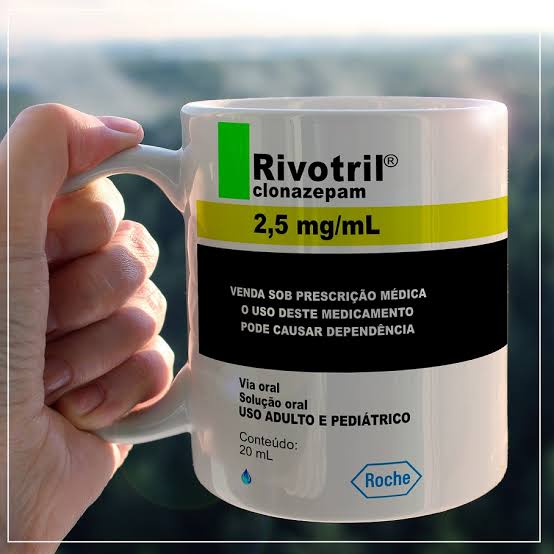 Rivotril®
clonazepam
2,5 mg/mL
VENDA SOB PRESCRIÇÃO MÉDICA
O USO DESTE MEDICAMENTO
PODE CAUSAR DEPENDÊNCIA
Via oral
Solução oral
USO ADULTO E PEDIÁTRICO
Conteúdo:
20 mL
Roche